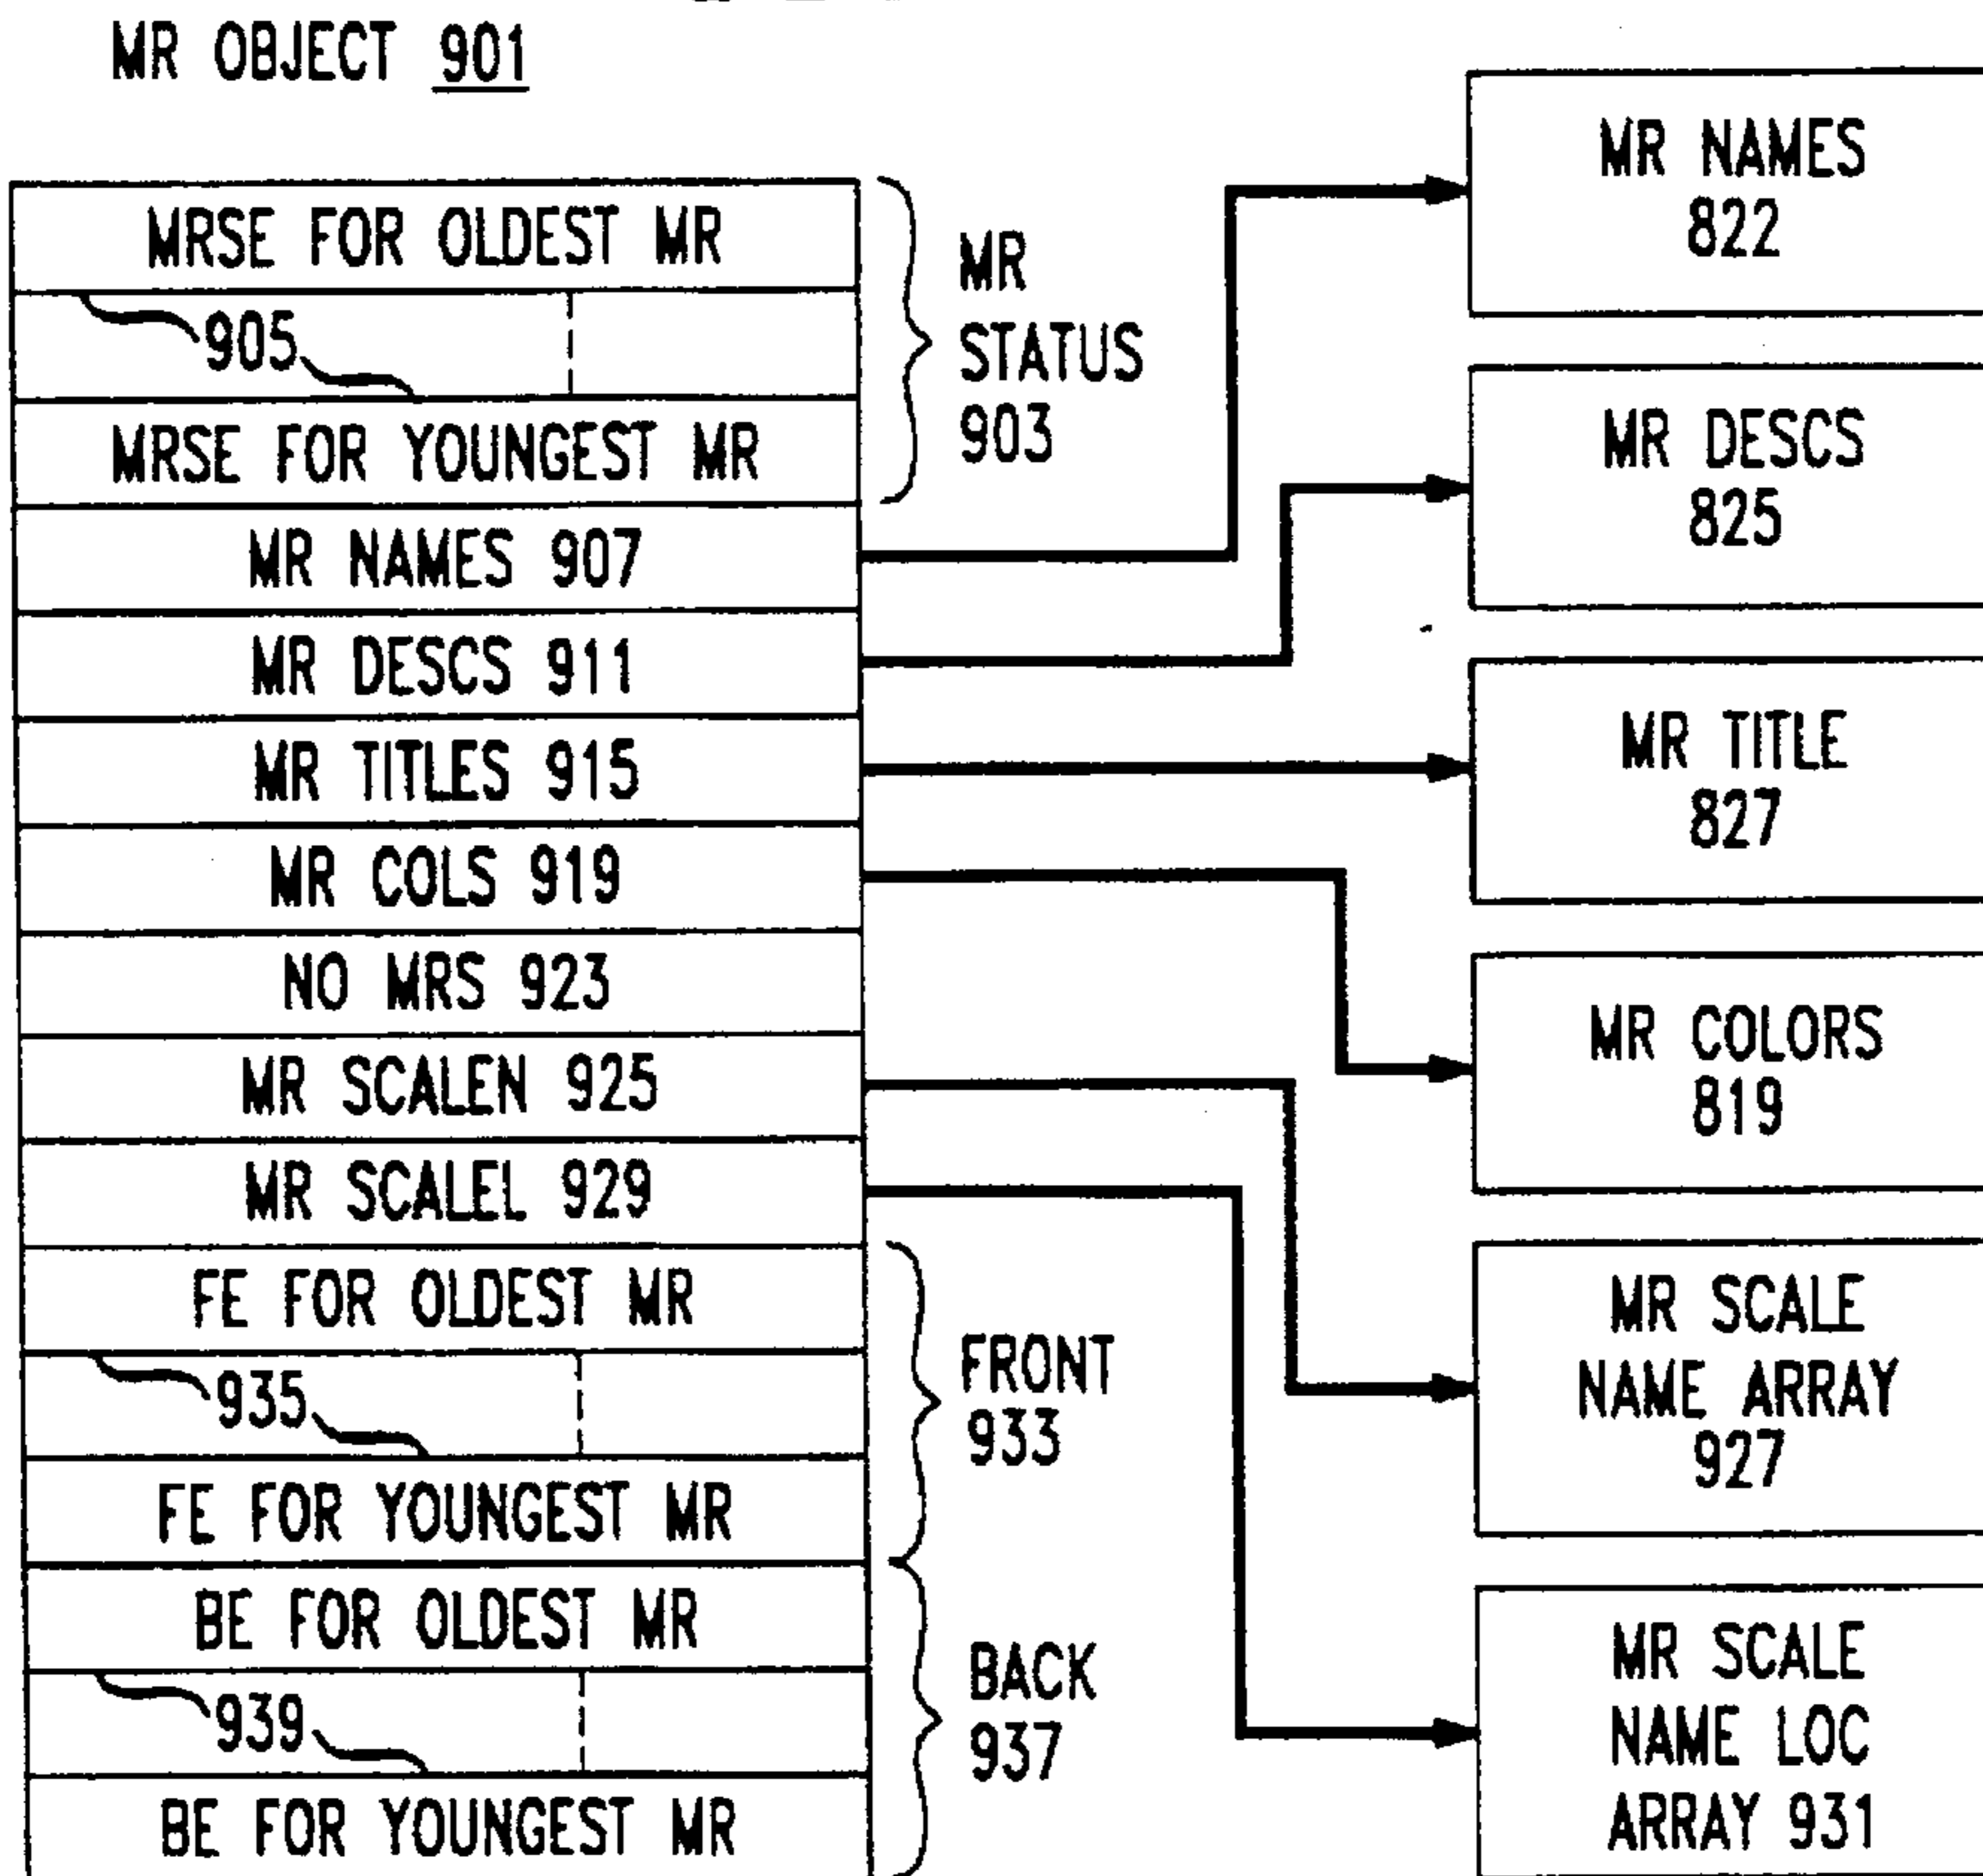 MR OBJECT 901
MRSE FOR OLDEST MR
905
MRSE FOR YOUNGEST MR
MR NAMES 907
MR DESCS 911
MR TITLES 915
MR COLS 919
NO MRS 923
MR SCALEN 925
MR SCALEL 929
FE FOR OLDEST MR
935
FE FOR YOUNGEST MR
BE FOR OLDEST MR
939
BE FOR YOUNGEST MR
MR
STATUS
903
FRONT
933
BACK
937
MR NAMES
822
MR DESCS
825
MR TITLE
827
MR COLORS
819
MR SCALE
NAME ARRAY
927
MR SCALE
NAME LOC
ARRAY 931